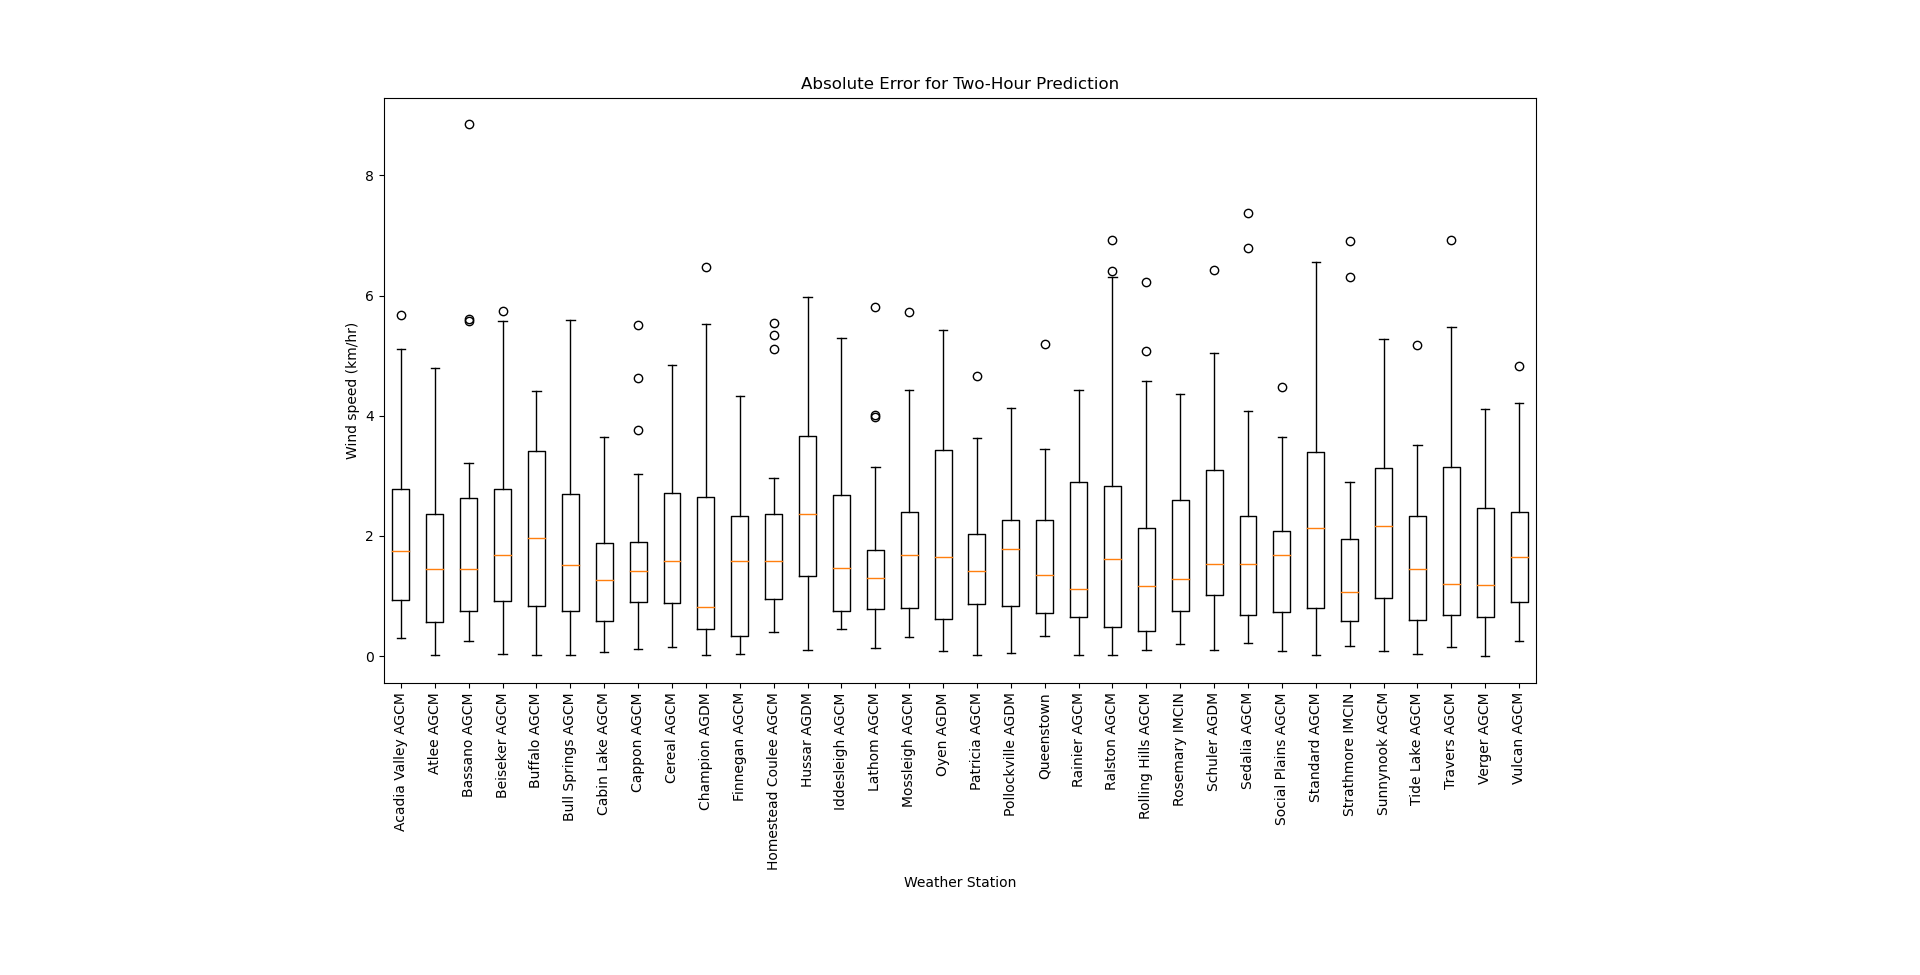 Absolute Error for Two-Hour Prediction
8
6
4
2
0
Wind speed (km/hr)
Acadia Valley AGCM
Atlee AGCM
Bassano AGCM
Beiseker AGCM
Buffalo AGCM
Bull Springs AGCM
Cabin Lake AGCM
Cappon AGCM
Cereal AGCM
Champion AGDM
Finnegan AGCM
Homestead Coulee AGCM
Hussar AGDM
Iddesleigh AGCM
Lathom AGCM
Mossleigh AGCM
Oyen AGDM
Patricia AGCM
Pollockville AGDM
Queenstown
Rainier AGCM
Ralston AGCM
Rolling Hills AGCM
Rosemary IMCIN
Schuler AGDM
Sedalia AGCM
Social Plains AGCM
Standard AGCM
Strathmore IMCIN
Sunnynook AGCM
Tide Lake AGCM
Travers AGCM
Verger AGCM
Vulcan AGCM
Weather Station